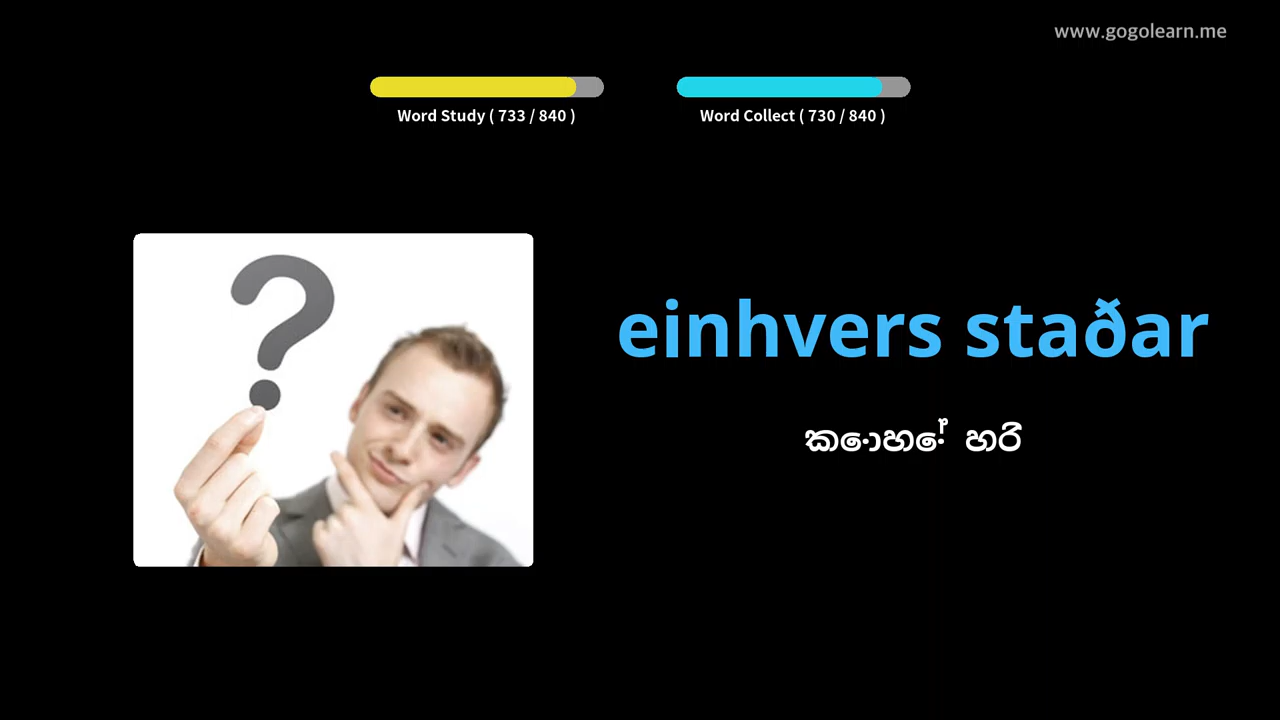 www.gogolearn.me
Word Study ( 733 / 840 )
Word Collect ( 730 / 840 )
einhvers staðar
කොහේ හරි